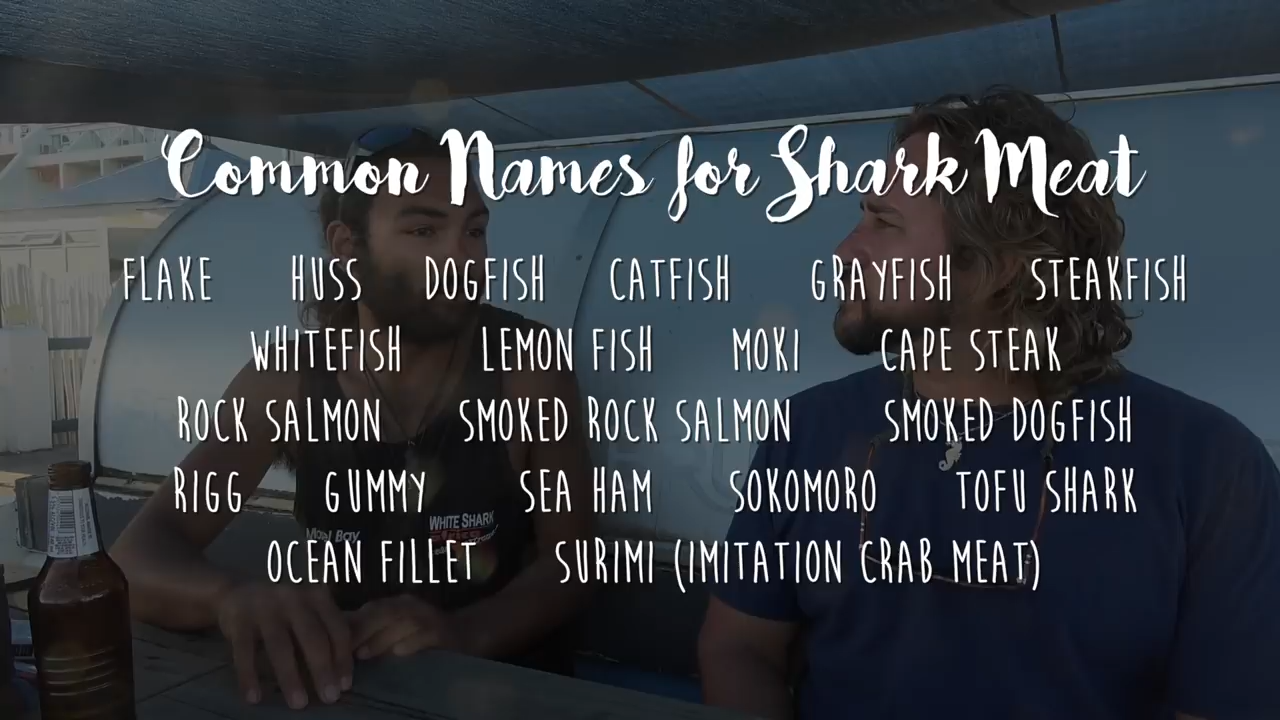 Common Names for Shark Meat
FLAKE HUSS DOGFISH CATFISH GRAYFISH STEAKFISH
WHITEFISH LEMON FISH MOKI CAPE STEAK
ROCK SALMON SMOKED ROCK SALMON SMOKED DOGFISH
RIGG GUMMY SEA HAM SOKOMORO TOFU SHARK
WHITE SHARK
Mossel Bay
OCEAN FILLET SURIMI (IMITATION CRAB MEAT)